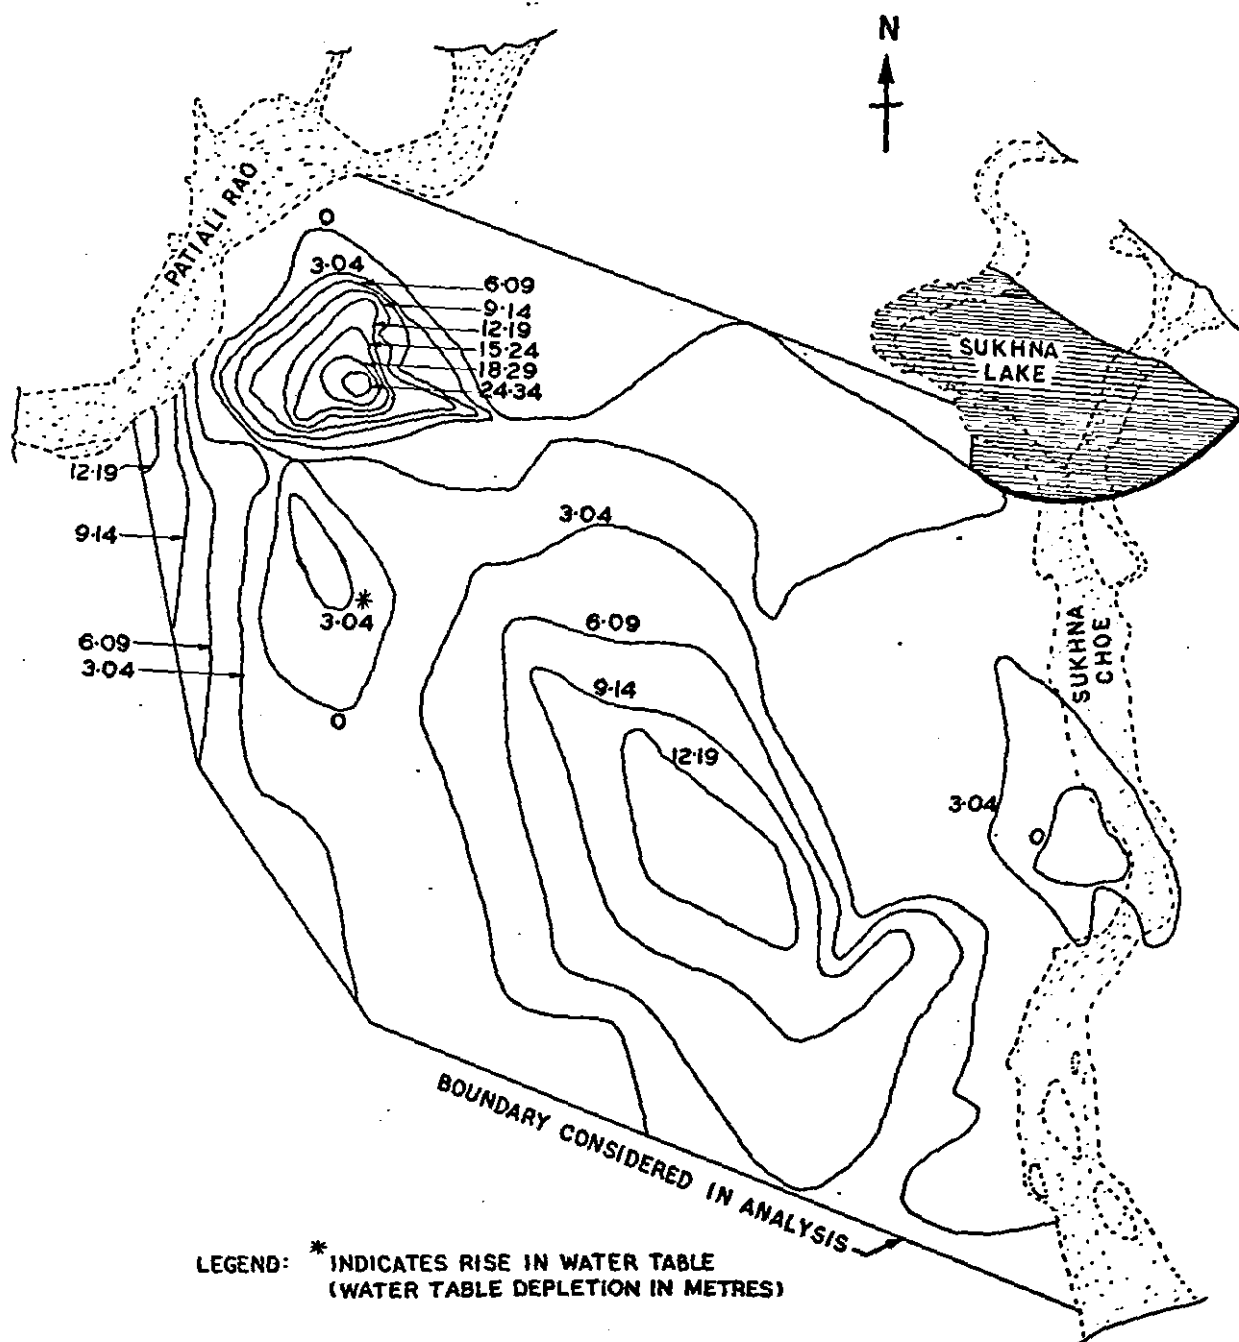 N
PATIALI RAO
0
3·04
6·09
9·14
12·19
15·24
18·29
24·34
SUKHNA
LAKE
12·19
9·14
3·04
3·04
*
6·09
6·09
3·04
9·14
0
12·19
SUKHNA
CHOE
3·04
0
BOUNDARY CONSIDERED IN ANALYSIS
LEGEND: * INDICATES RISE IN WATER TABLE
(WATER TABLE DEPLETION IN METRES)